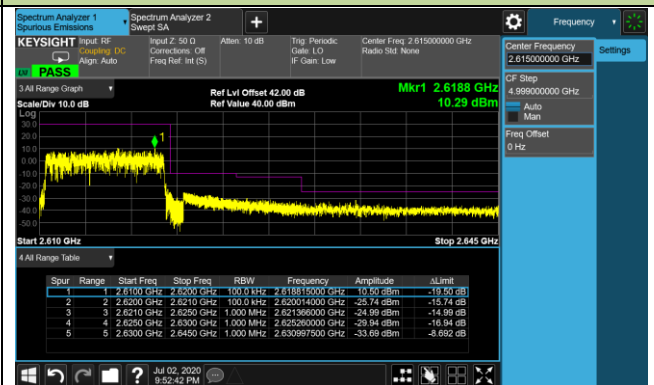 Spectrum Analyzer 1
Spurious Emissions
Spectrum Analyzer 2
Swept SA
+
Frequency
KEYSIGHT
Input: RF
Coupling: DC
Align: Auto
Input Z: 50 Ω
Corrections: Off
Freq Ref: Int (S)
Atten: 10 dB
Trig: Periodic
Gate: LO
IF Gain: Low
Center Freq: 2.615000000 GHz
Radio Std: None
PASS
Center Frequency
2.615000000 GHz
Settings
CF Step
4.999000000 GHz
Auto
Man
Freq Offset
0 Hz
3 All Range Graph
Scale/Div 10.0 dB
Ref Lvl Offset 42.00 dB
Ref Value 40.00 dBm
Mkr1 2.6188 GHz
10.29 dBm
Log
30.0
20.0
10.0
0.00
-10.0
-20.0
-30.0
-40.0
-50.0
1
Start 2.610 GHz
Stop 2.645 GHz
4 All Range Table
Spur Range Start Freq Stop Freq RBW Frequency Amplitude ΔLimit
1 1 2.6100 GHz 2.6200 GHz 100.0 kHz 2.618815000 GHz 10.50 dBm -19.50 dB
2 2 2.6200 GHz 2.6210 GHz 100.0 kHz 2.620014000 GHz -25.74 dBm -15.74 dB
3 3 2.6210 GHz 2.6250 GHz 1.000 MHz 2.621366000 GHz -24.99 dBm -14.99 dB
4 4 2.6250 GHz 2.6300 GHz 1.000 MHz 2.625260000 GHz -29.94 dBm -16.94 dB
5 5 2.6300 GHz 2.6450 GHz 1.000 MHz 2.630997500 GHz -33.69 dBm -8.692 dB
?
Jul 02, 2020
9:52:42 PM